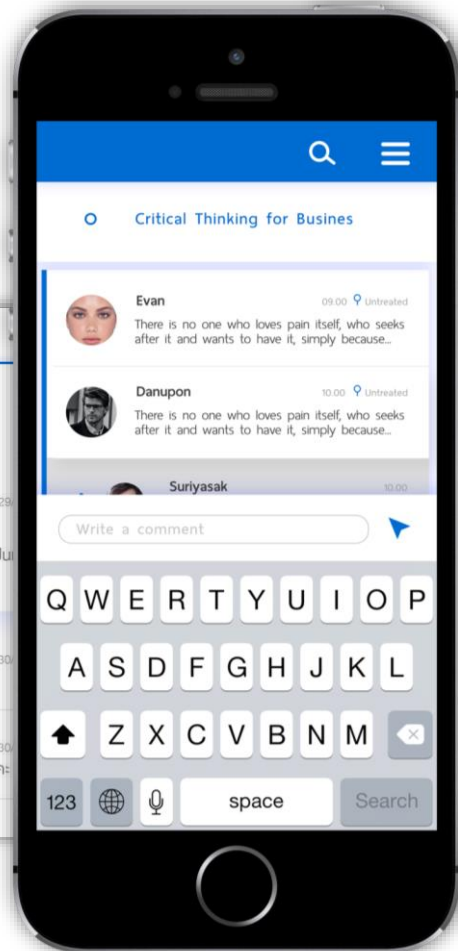 Critical Thinking for Busines
Evan
09.00 Untreated
There is no one who loves pain itself, who seeks
after it and wants to have it, simply because...
Danupon
10.00 Untreated
There is no one who loves pain itself, who seeks
after it and wants to have it, simply because...
Suriyasak
10.00
Write a comment
Q W E R T Y U I O P
A S D F G H J K L
Z X C V B N M
123 space Search